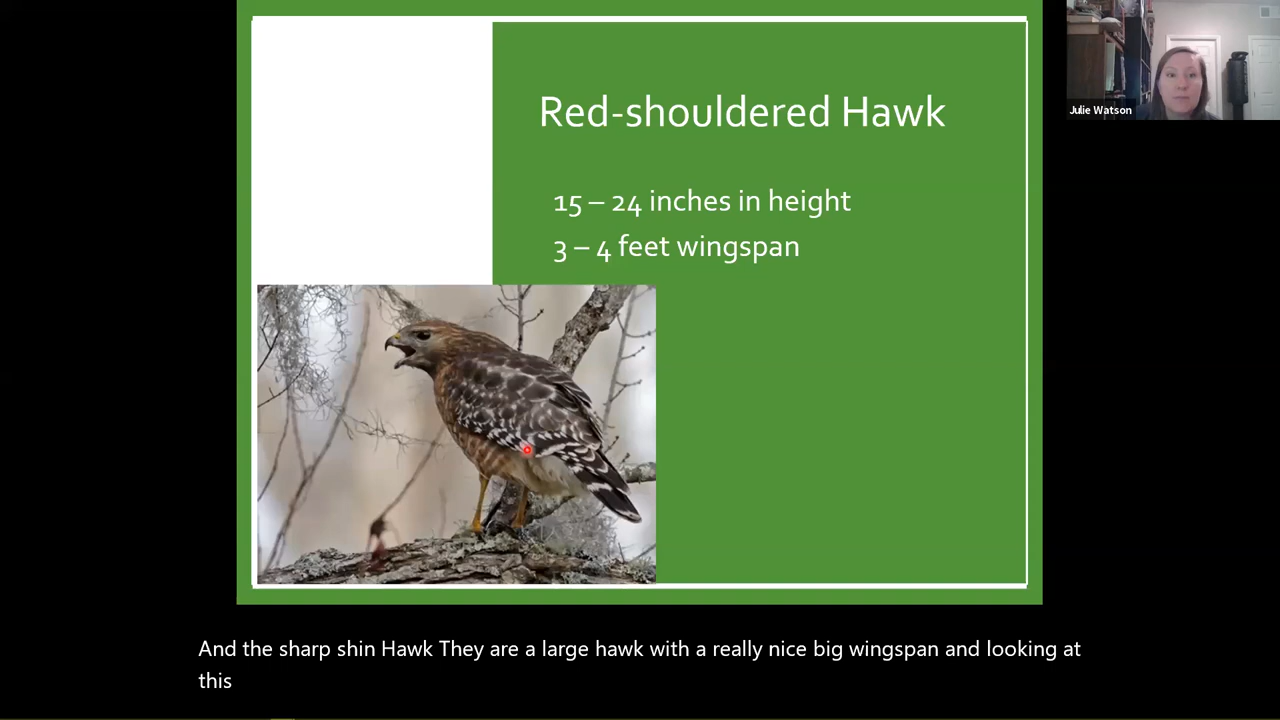 Red-shouldered Hawk
15 – 24 inches in height
3 – 4 feet wingspan
Julie Watson
And the sharp shin Hawk They are a large hawk with a really nice big wingspan and looking at
this